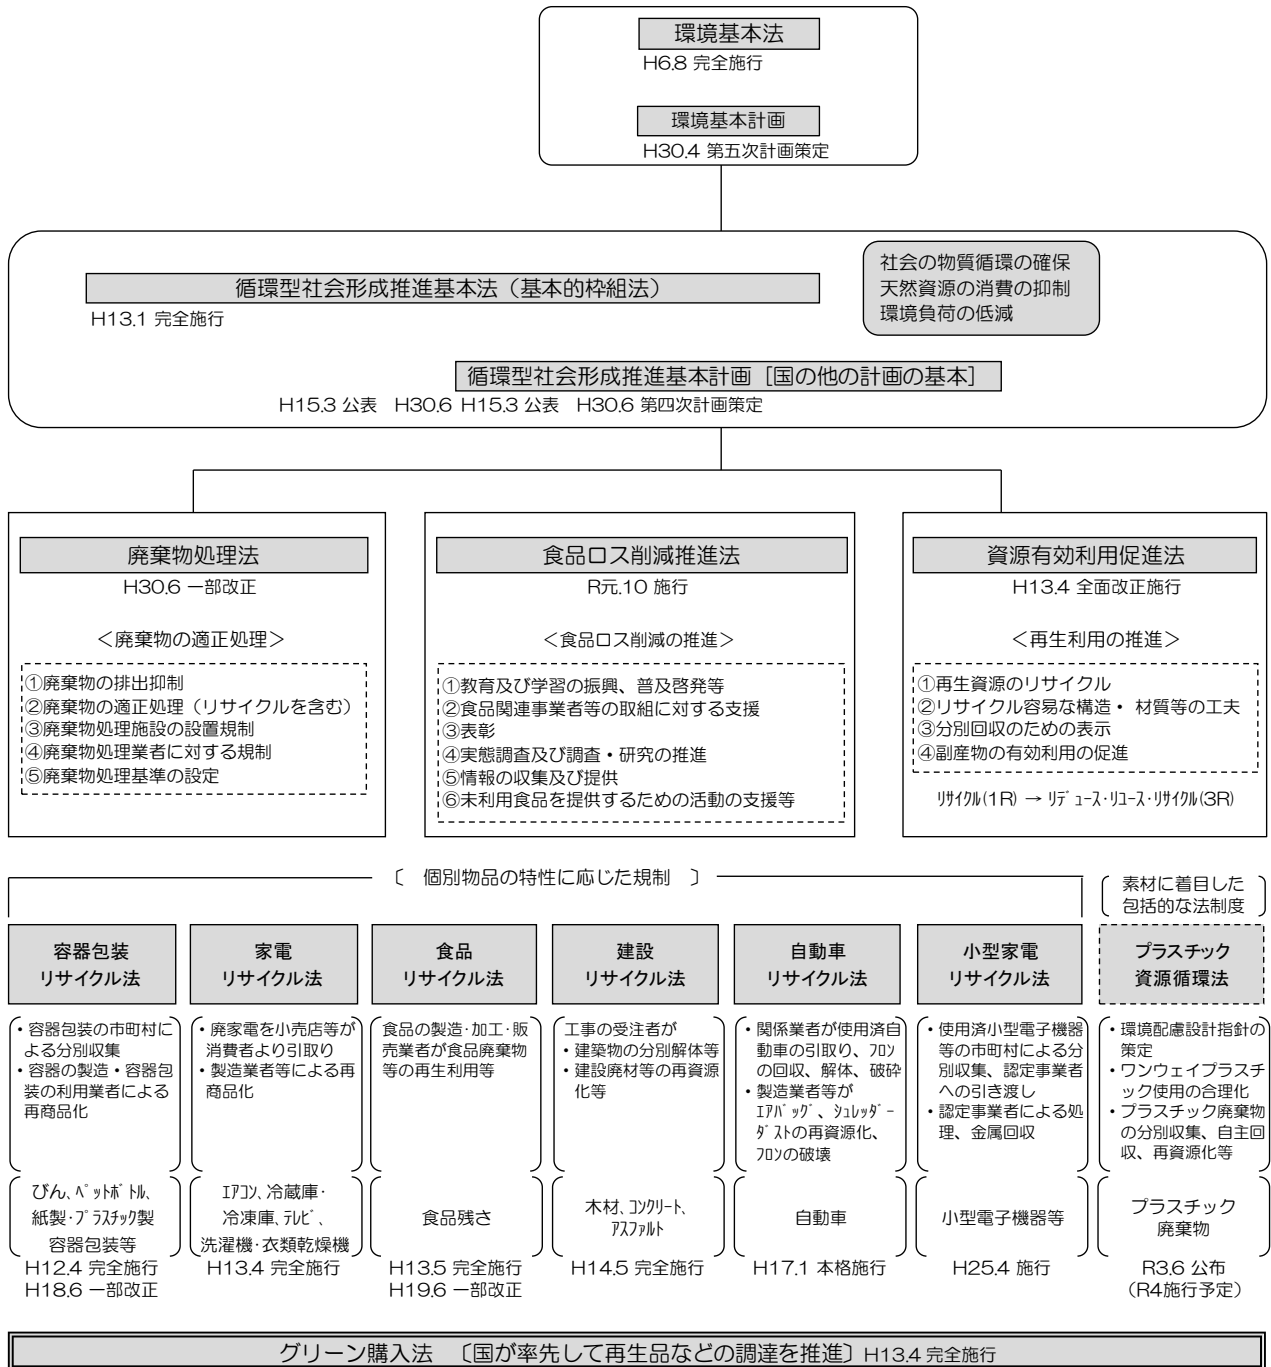 環境基本法
H6.8 完全施行
環境基本計画
H30.4 第五次計画策定
循環型社会形成推進基本法（基本的枠組法）
H13.1 完全施行
社会の物質循環の確保
天然資源の消費の抑制
環境負荷の低減
循環型社会形成推進基本計画［国の他の計画の基本］
H15.3 公表　H30.6 H15.3 公表　H30.6 第四次計画策定
廃棄物処理法
H30.6 一部改正
＜廃棄物の適正処理＞
①廃棄物の排出抑制
②廃棄物の適正処理（リサイクルを含む）
③廃棄物処理施設の設置規制
④廃棄物処理業者に対する規制
⑤廃棄物処理基準の設定
食品ロス削減推進法
R元.10 施行
＜食品ロス削減の推進＞
①教育及び学習の振興、普及啓発等
②食品関連事業者等の取組に対する支援
③表彰
④実態調査及び調査・研究の推進
⑤情報の収集及び提供
⑥未利用食品を提供するための活動の支援等
資源有効利用促進法
H13.4 全面改正施行
＜再生利用の推進＞
①再生資源のリサイクル
②リサイクル容易な構造・ 材質等の工夫
③分別回収のための表示
④副産物の有効利用の促進
ﾘｻｲｸﾙ(1R) → ﾘﾃﾞｭｰｽ･ﾘﾕｰｽ･ﾘｻｲｸﾙ(3R)
〔　個別物品の特性に応じた規制　〕
素材に着目した
包括的な法制度
容器包装
リサイクル法
・容器包装の市町村に
よる分別収集
・容器の製造・容器包
装の利用業者による
再商品化
びん、ﾍﾟｯﾄﾎﾞﾄﾙ、
紙製･ﾌﾟﾗｽﾁｯｸ製
容器包装等
H12.4 完全施行
H18.6 一部改正
家電
リサイクル法
・廃家電を小売店等が
消費者より引取り
・製造業者等による再
商品化
ｴｱｺﾝ、冷蔵庫･
冷凍庫、ﾃﾚﾋﾞ、
洗濯機･衣類乾燥機
H13.4 完全施行
食品
リサイクル法
食品の製造･加工･販
売業者が食品廃棄物
等の再生利用等
食品残さ
H13.5 完全施行
H19.6 一部改正
建設
リサイクル法
工事の受注者が
・建築物の分別解体等
・建設廃材等の再資源
化等
木材、ｺﾝｸﾘｰﾄ、
ｱｽﾌｧﾙﾄ
H14.5 完全施行
自動車
リサイクル法
・関係業者が使用済自
動車の引取り、ﾌﾛﾝ
の回収、解体、破砕
・製造業者等が
ｴｱﾊﾞｯｸﾞ、ｼｭﾚｯﾀﾞｰ
ﾀﾞｽﾄの再資源化、
ﾌﾛﾝの破壊
自動車
H17.1 本格施行
小型家電
リサイクル法
・使用済小型電子機器
等の市町村による分
別収集、認定事業者
への引き渡し
・認定事業者による処
理、金属回収
小型電子機器等
H25.4 施行
プラスチック
資源循環法
・環境配慮設計指針の
策定
・ワンウェイプラスチ
ック使用の合理化
・プラスチック廃棄物
の分別収集、自主回
収、再資源化等
プラスチック
廃棄物
R3.6 公布
（R4施行予定）
グリーン購入法　〔国が率先して再生品などの調達を推進〕 H13.4 完全施行